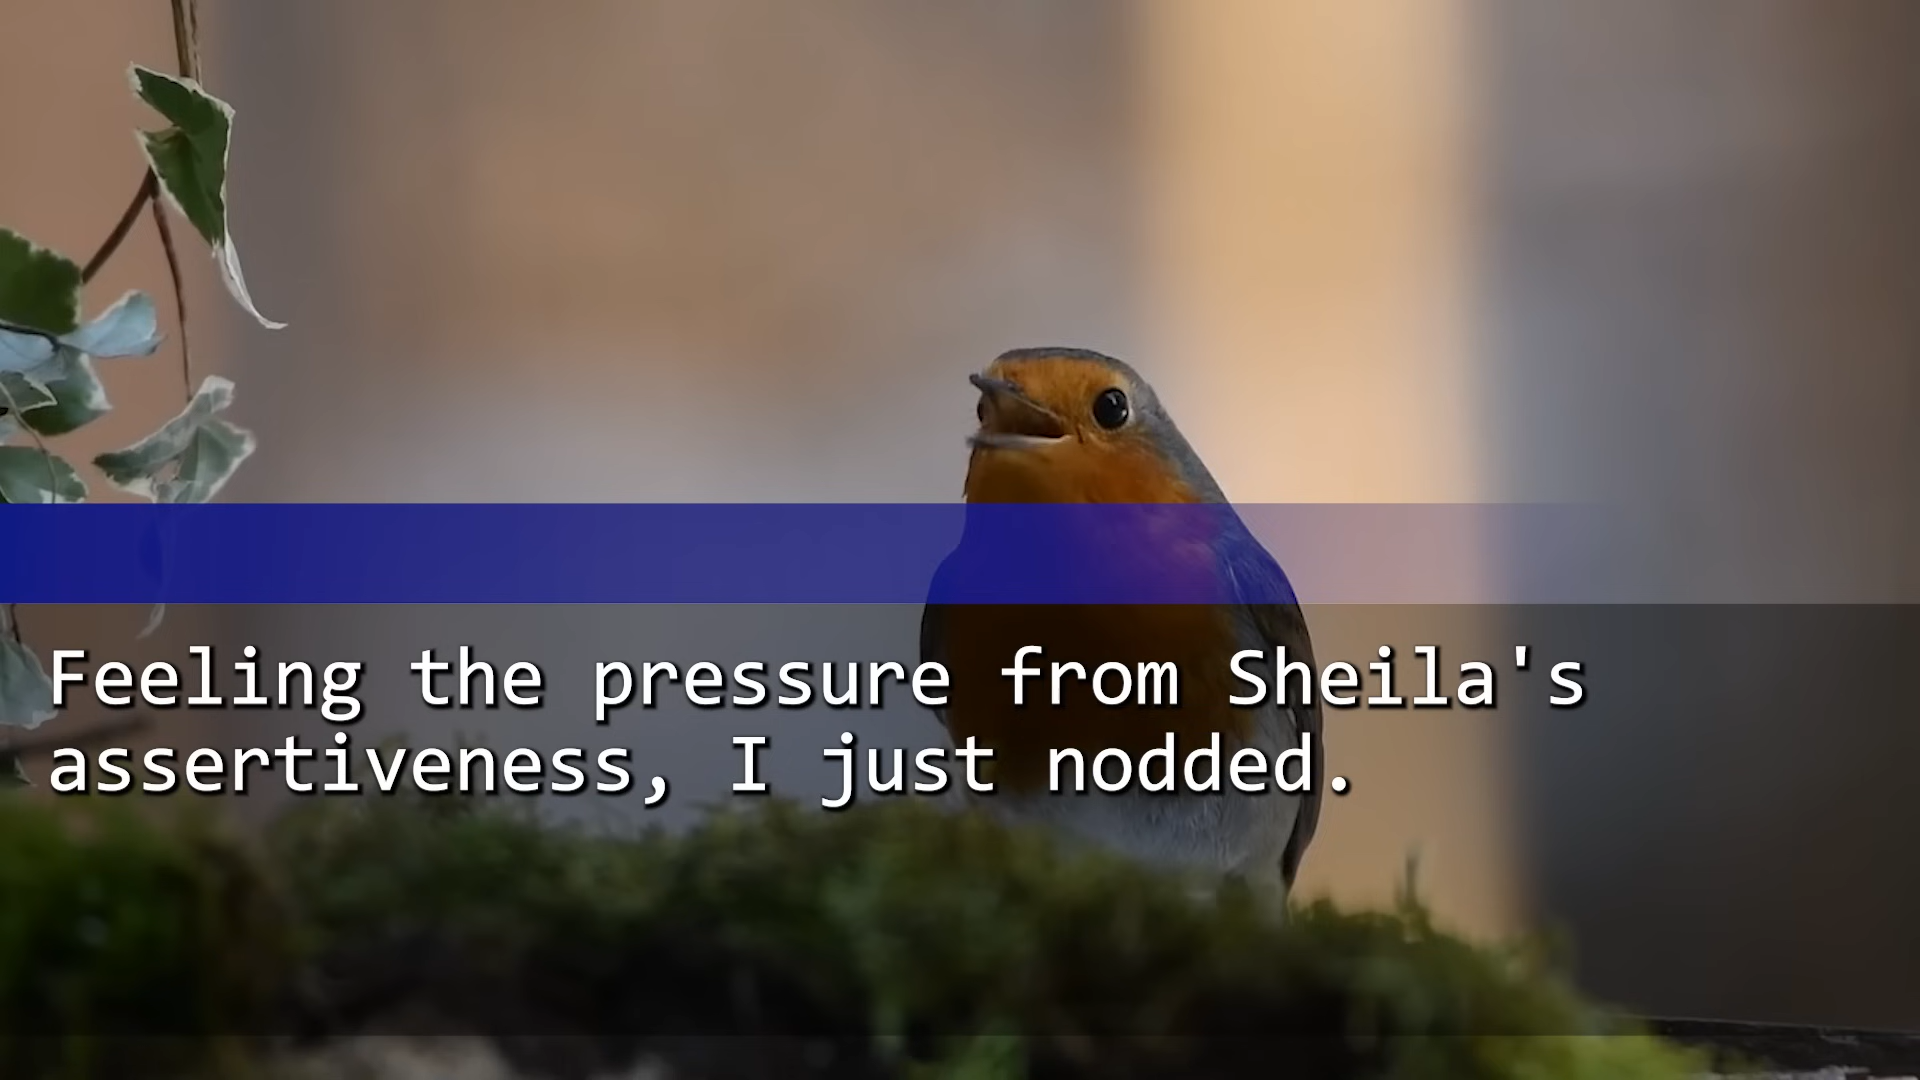 Feeling the pressure from Sheila's
assertiveness, I just nodded.